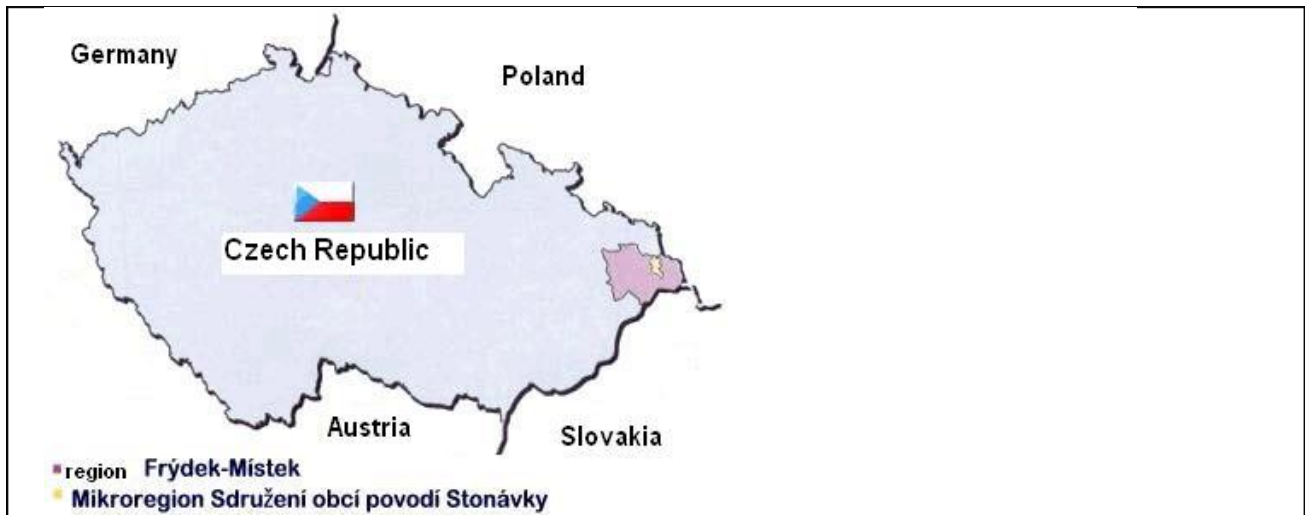 Germany
Poland
Czech Republic
Austria
Slovakia
region Frýdek-Místek
Mikroregion Sdružení obcí povodí Stonávky